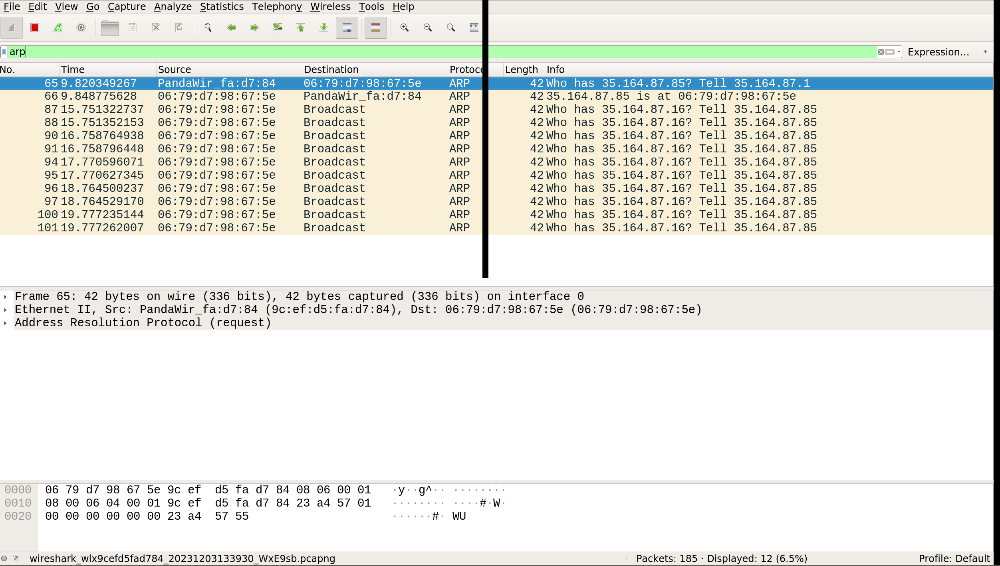 File Edit View Go Capture Analyze Statistics Telephony Wireless Tools Help
arp Expression... +
No. Time Source Destination Length Info
65 9.820349267 PandaWir_fa:d7:84 06:79:d7:98:67:5e ARP 42 Who has 35.164.87.85? Tell 35.164.87.1
66 9.848775628 06:79:d7:98:67:5e PandaWir_fa:d7:84 ARP 42 35.164.87.85 is at 06:79:d7:98:67:5e
87 15.751322737 06:79:d7:98:67:5e Broadcast ARP 42 Who has 35.164.87.16? Tell 35.164.87.85
88 15.751352153 06:79:d7:98:67:5e Broadcast ARP 42 Who has 35.164.87.16? Tell 35.164.87.85
90 16.758764938 06:79:d7:98:67:5e Broadcast ARP 42 Who has 35.164.87.16? Tell 35.164.87.85
91 16.758796448 06:79:d7:98:67:5e Broadcast ARP 42 Who has 35.164.87.16? Tell 35.164.87.85
94 17.770596071 06:79:d7:98:67:5e Broadcast ARP 42 Who has 35.164.87.16? Tell 35.164.87.85
95 17.770627345 06:79:d7:98:67:5e Broadcast ARP 42 Who has 35.164.87.16? Tell 35.164.87.85
96 18.764500237 06:79:d7:98:67:5e Broadcast ARP 42 Who has 35.164.87.16? Tell 35.164.87.85
97 18.764529170 06:79:d7:98:67:5e Broadcast ARP 42 Who has 35.164.87.16? Tell 35.164.87.85
100 19.777235144 06:79:d7:98:67:5e Broadcast ARP 42 Who has 35.164.87.16? Tell 35.164.87.85
101 19.777262007 06:79:d7:98:67:5e Broadcast ARP 42 Who has 35.164.87.16? Tell 35.164.87.85
Frame 65: 42 bytes on wire (336 bits), 42 bytes captured (336 bits) on interface 0
Ethernet II, Src: PandaWir_fa:d7:84 (9c:ef:d5:fa:d7:84), Dst: 06:79:d7:98:67:5e (06:79:d7:98:67:5e)
Address Resolution Protocol (request)
0000 06 79 d7 98 67 5e 9c ef d5 fa d7 84 08 06 00 01 ·y··g^·· ········
0010 08 00 06 04 00 01 9c ef d5 fa d7 84 23 a4 57 01 ········ ····#·W·
0020 00 00 00 00 00 00 23 a4 57 55 ······#· WU
wireshark_wlx9cefd5fad784_20231203133930_WxE9sb.pcapng Packets: 185 · Displayed: 12 (6.5%) Profile: Default